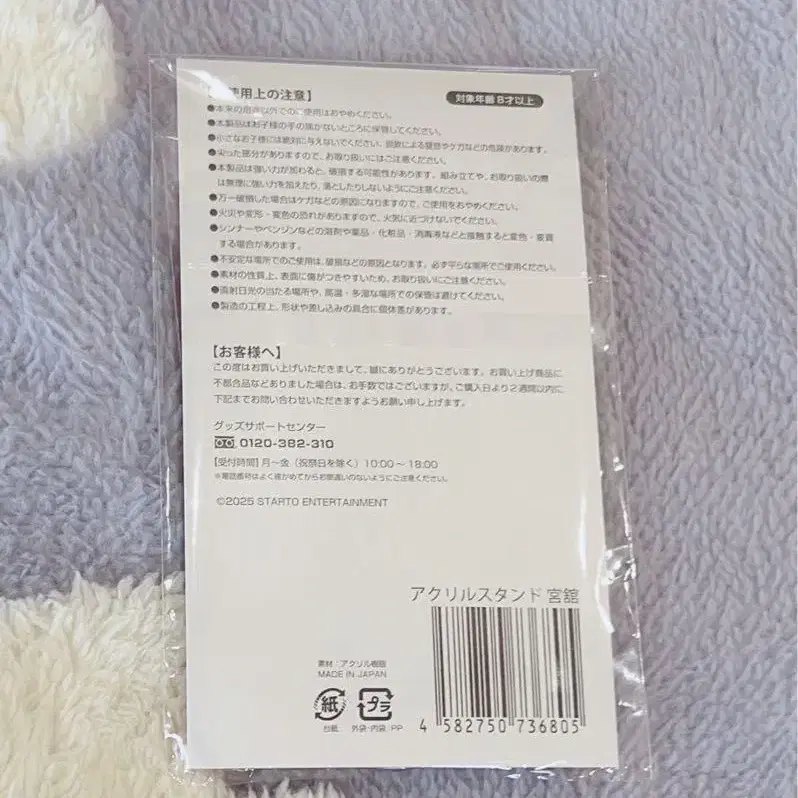 使用上の注意】
対象年齢 8才以上
●本来の用途以外でのご使用はおやめください。
●本製品はお子様の手の届かないところに保管してください。
●小さなお子様には絶対に与えないでください。誤飲による窒息やケガなどの危険があります。
●尖った部分がありますので、お取り扱いにはご注意ください。
●本製品は強い力が加わると、破損する可能性があります。組み立てや、お取り扱いの際
は無理に強い力を加えたり、落としたりしないようにご注意ください。
●万一破損した場合はケガなどの原因になりますので、ご使用をおやめください。
●火災や変形・変色の恐れがありますので、火気に近づけないでください。
●シンナーやベンジンなどの溶剤や薬品・化粧品・消毒液などと接触すると変色・変質
する場合があります。
●不安定な場所でのご使用は、破損などの原因となります。必ず平らな場所でご使用ください。
●素材の性質上、表面に傷がつきやすいため、お取り扱いにご注意ください。
●直射日光の当たる場所や、高温・多湿な場所での保管は避けてください。
●製造の工程上、形状や差し込みの具合に個体差があります。
【お客様へ】
この度はお買い上げいただきまして、誠にありがとうございます。お買い上げ商品に
不都合品などありました場合は、お手数ではございますが、ご購入日より2週間以内に、
下記までお問い合わせいただきますようお願い申し上げます。
グッズサポートセンター
0120-382-310
【受付時間】月～金（祝祭日を除く）10:00～18:00
※電話番号はよく確かめてからお間違いのないようにご注意ください。
©2025 STARTO ENTERTAINMENT
アクリルスタンド 宮舘
素材：アクリル樹脂
MADE IN JAPAN
紙
プラ
台紙
外袋・内袋/PP
4 582750 736805